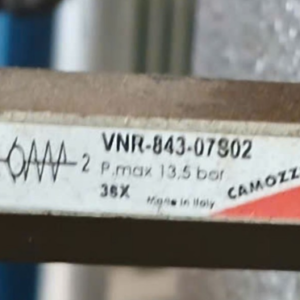 VNR-843-07S02
2
P.max 13,5 bar
36X
Made in Italy
CAMOZZ